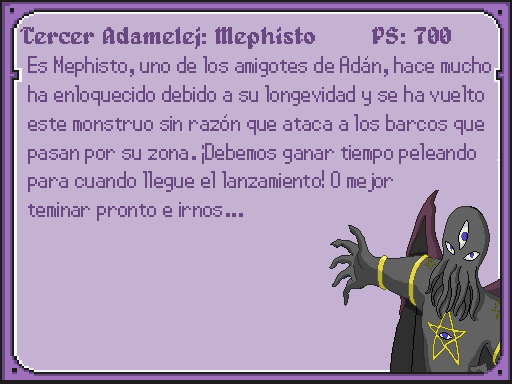 Tercer Adamelej: Mephisto PS: 700
Es Mephisto, uno de los amigotes de Adán, hace mucho
ha enloquecido debido a su longevidad y se ha vuelto
este monstruo sin razón que ataca a los barcos que
pasan por su zona. ¡Debemos ganar tiempo peleando
para cuando llegue el lanzamiento! O mejor
teminar pronto e irnos...